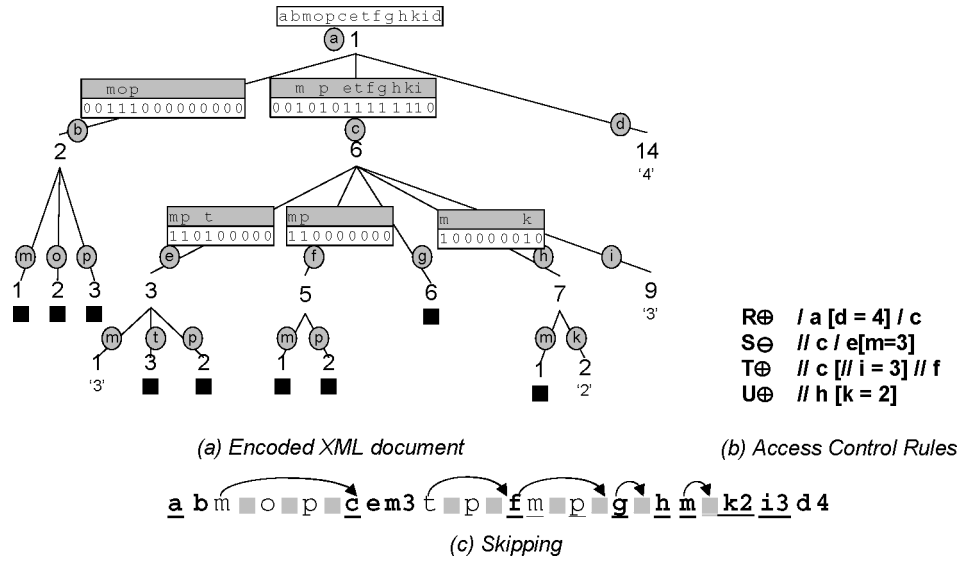 abmopcetfghkid
a 1
mop
00111000000000
m p etfghki
00101011111110
b
c
d
2
6
14
'4'
mp t
110100000
mp
110000000
m k
100000010
m o p
e
f
g
h
i
1 2 3
3
5
6
7
9
'3'
m t p
m p
m k
1 3 2
'3'
1 2
1 2
'2'
R⊕ / a [d = 4] / c
S⊖ // c / e[m=3]
T⊕ // c [// i = 3] // f
U⊕ // h [k = 2]
(a) Encoded XML document
(b) Access Control Rules
a b m o p c e m 3 t p f m p g h m k2 i3 d 4
(c) Skipping